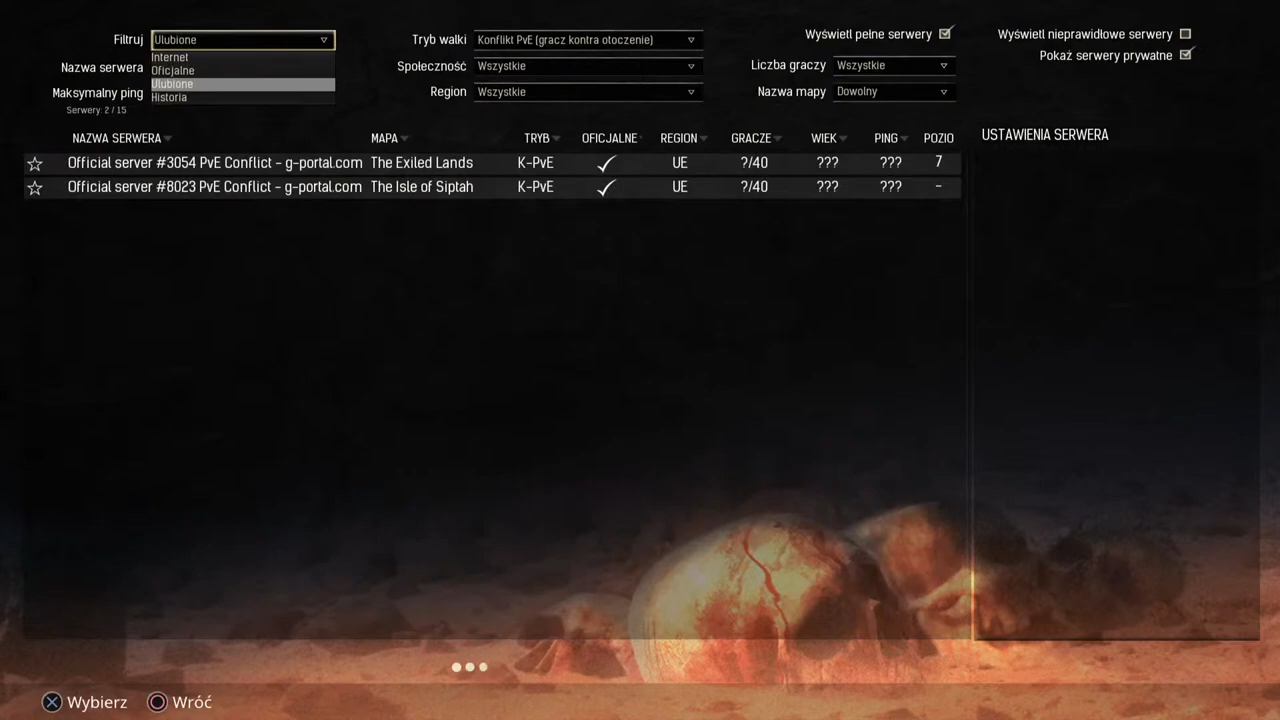 Filtruj Ulubione
Internet
Oficjalne
Ulubione
Historia
Nazwa serwera
Maksymalny ping
Serwery: 2 / 15
Tryb walki Konflikt PvE (gracz kontra otoczenie)
Społeczność Wszystkie
Region Wszystkie
Wyświetl pełne serwery
Liczba graczy Wszystkie
Nazwa mapy Dowolny
Wyświetl nieprawidłowe serwery
Pokaż serwery prywatne
NAZWA SERWERA MAPA TRYB OFICJALNE REGION GRACZE WIEK PING POZIO
Official server #3054 PvE Conflict - g-portal.com The Exiled Lands K-PvE UE ?/40 ??? ??? 7
Official server #8023 PvE Conflict - g-portal.com The Isle of Siptah K-PvE UE ?/40 ??? ??? -
USTAWIENIA SERWERA
Wybierz Wróć